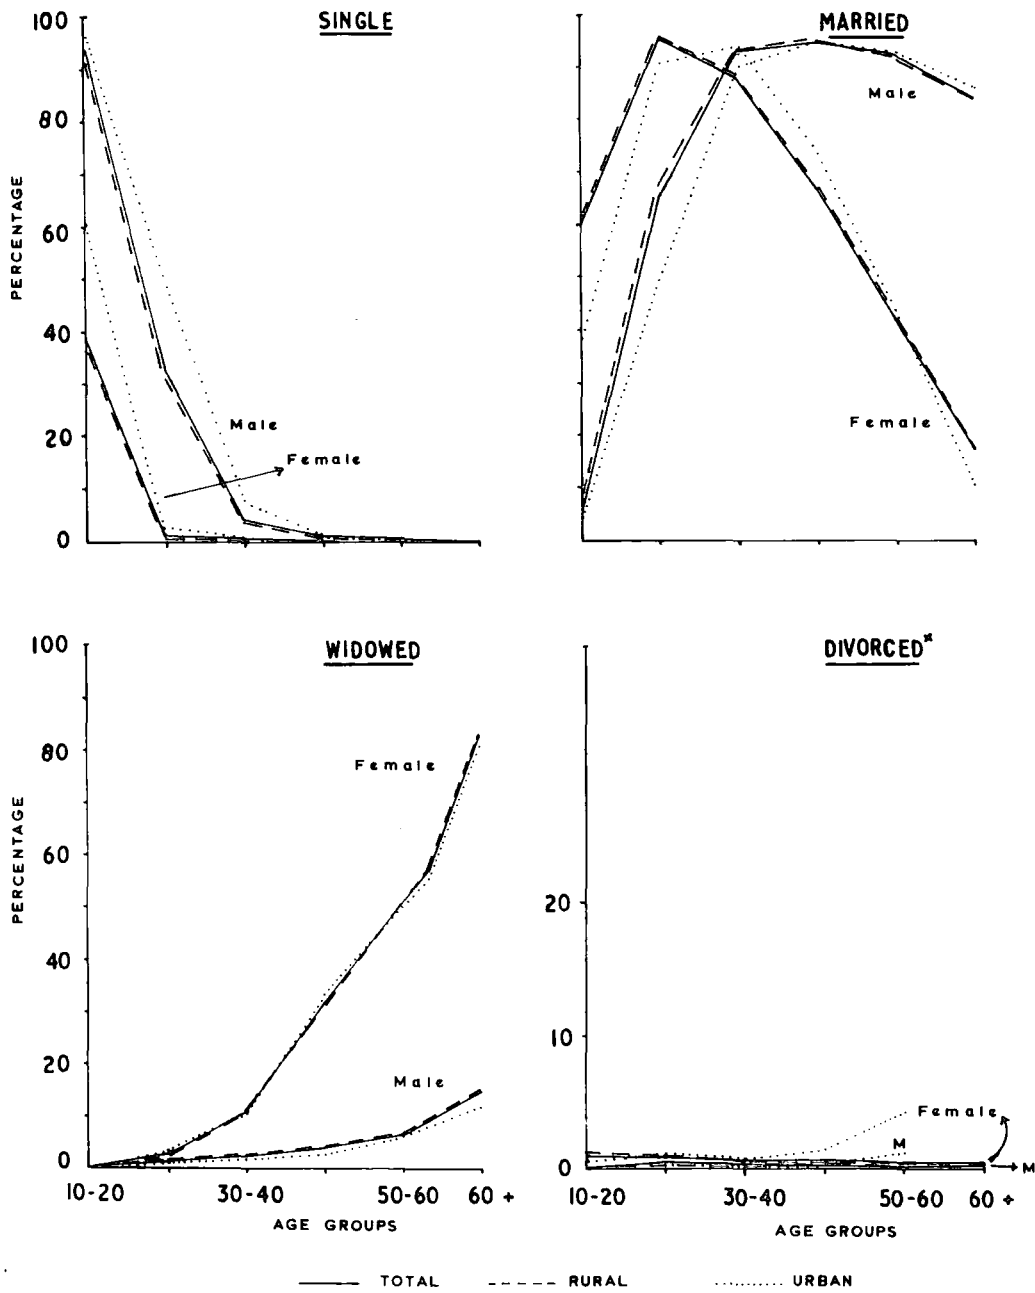 SINGLE
MARRIED
100
80
60
40
20
0
PERCENTAGE
Male
Female
Male
Female
WIDOWED
DIVORCED*
100
80
60
40
20
0
PERCENTAGE
Female
Male
20
10
0
Female
M
M
10-20 30-40 50-60 60 +
AGE GROUPS
10-20 30-40 50-60 60 +
AGE GROUPS
TOTAL RURAL URBAN